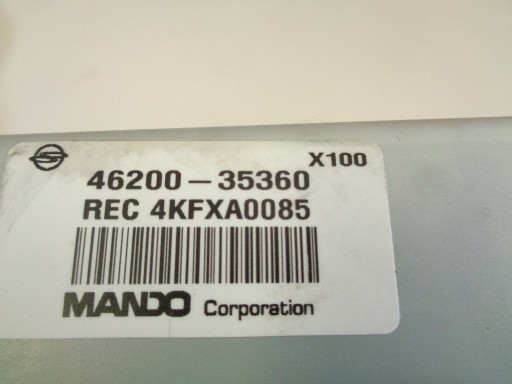 X100
46200-35360
REC 4KFXA0085
MANDO Corporation